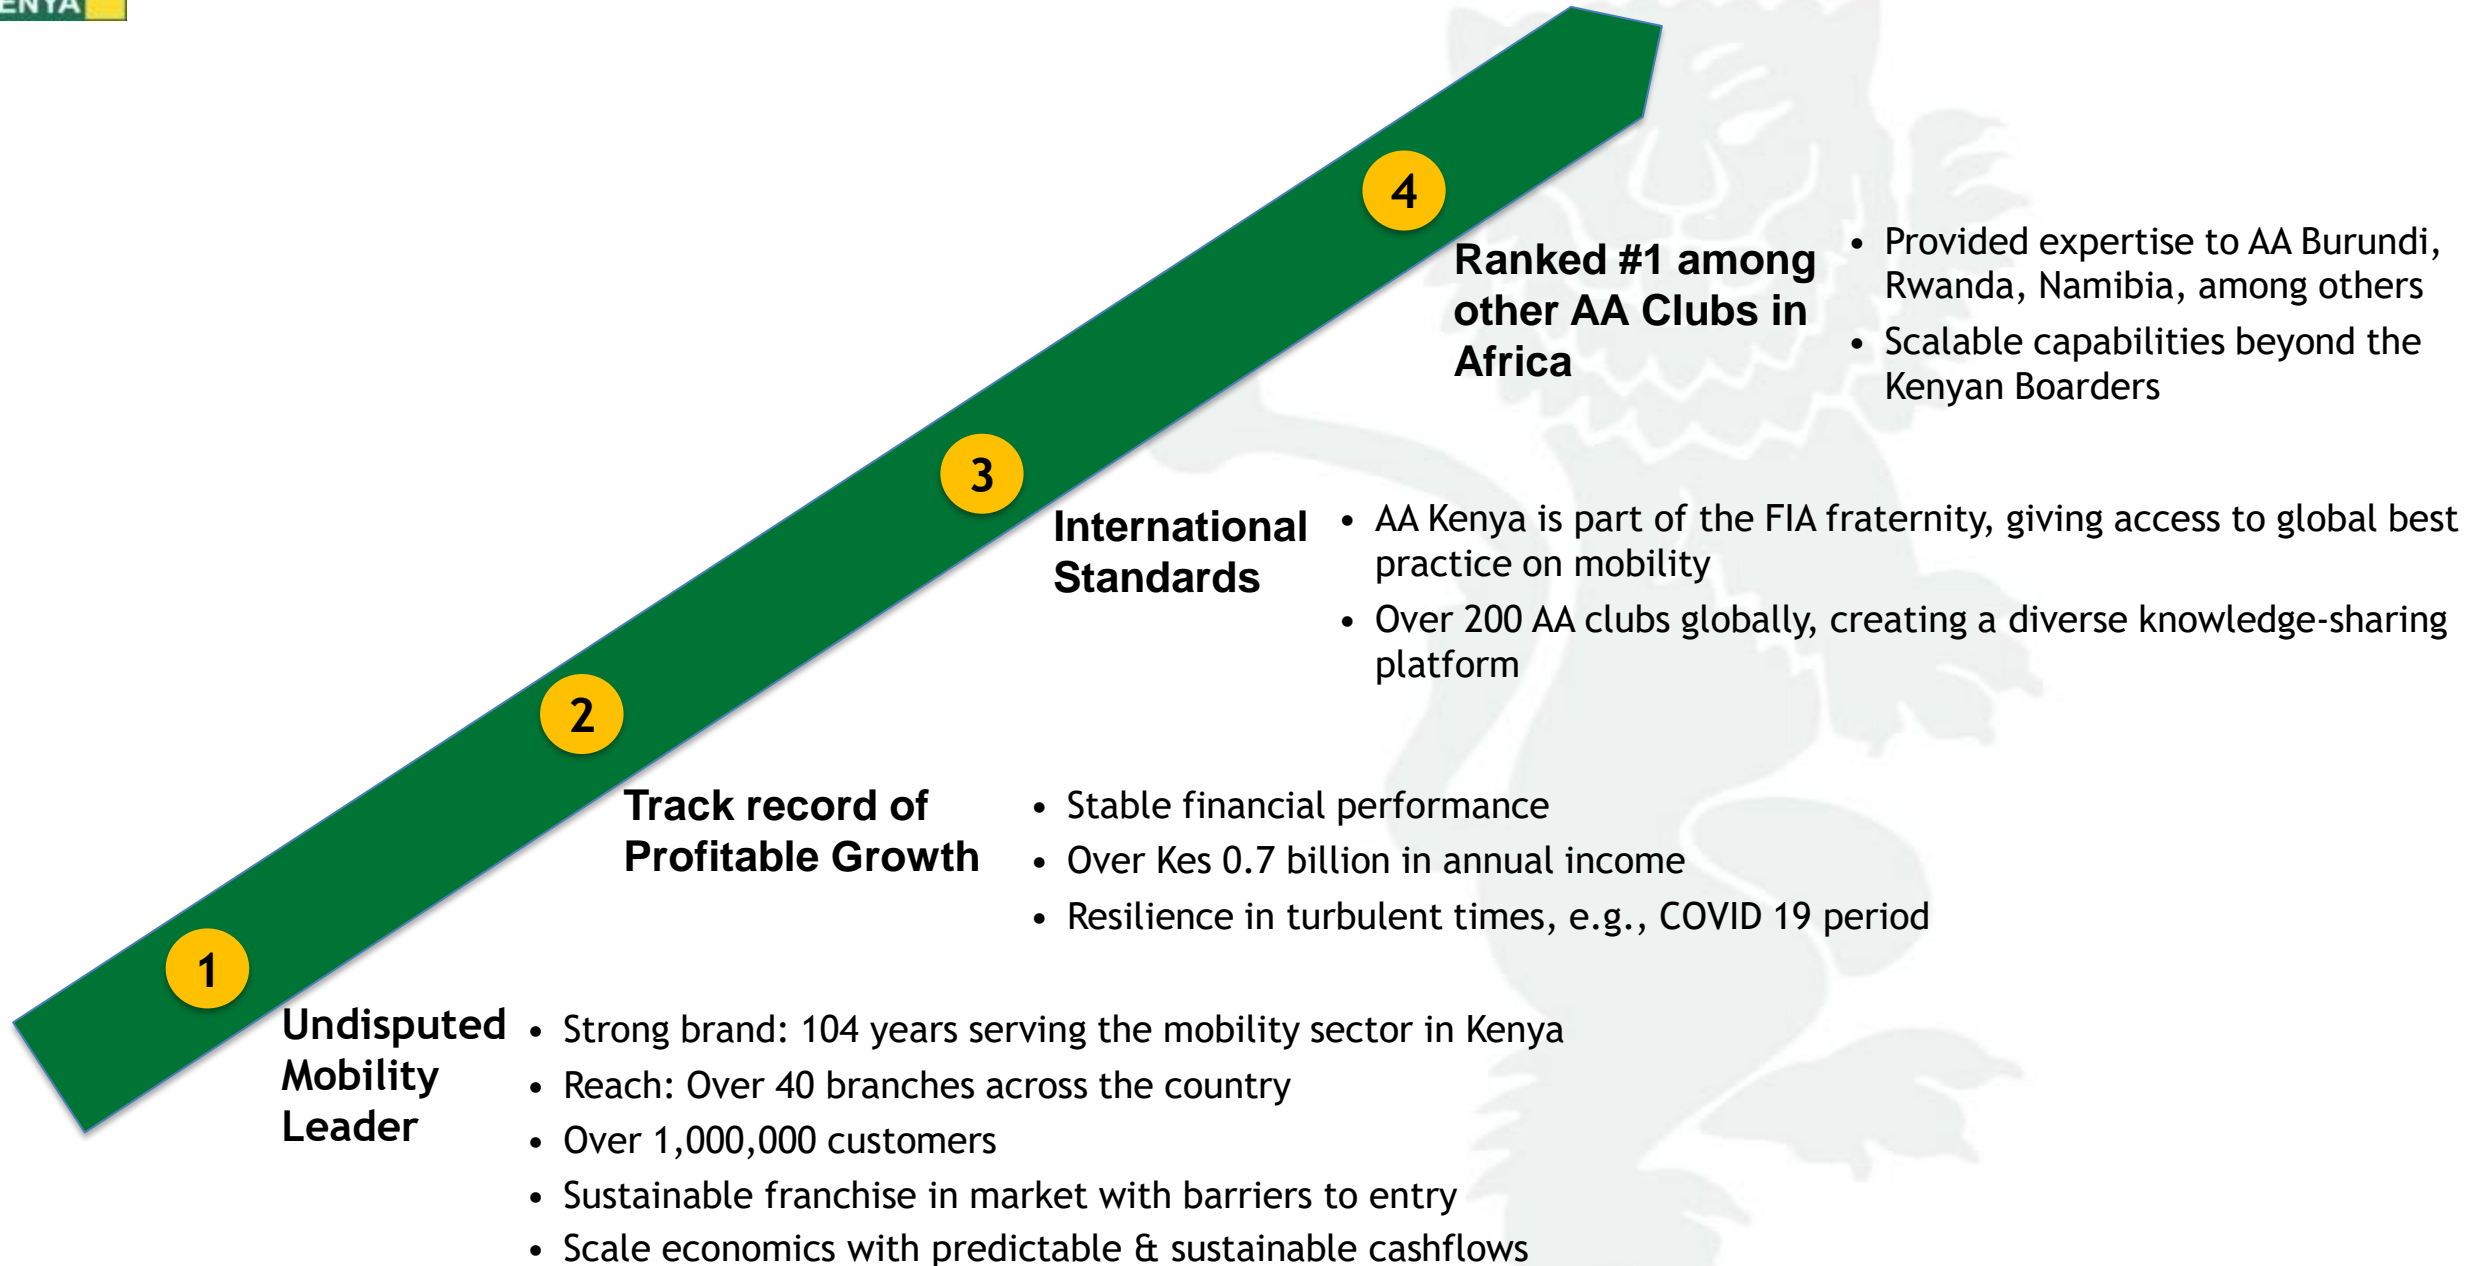 4
Ranked #1 among
other AA Clubs in
Africa
• Provided expertise to AA Burundi,
Rwanda, Namibia, among others
• Scalable capabilities beyond the
Kenyan Boarders
3
International
Standards
• AA Kenya is part of the FIA fraternity, giving access to global best
practice on mobility
• Over 200 AA clubs globally, creating a diverse knowledge-sharing
platform
2
Track record of
Profitable Growth
• Stable financial performance
• Over Kes 0.7 billion in annual income
• Resilience in turbulent times, e.g., COVID 19 period
1
Undisputed
Mobility
Leader
• Strong brand: 104 years serving the mobility sector in Kenya
• Reach: Over 40 branches across the country
• Over 1,000,000 customers
• Sustainable franchise in market with barriers to entry
• Scale economics with predictable & sustainable cashflows